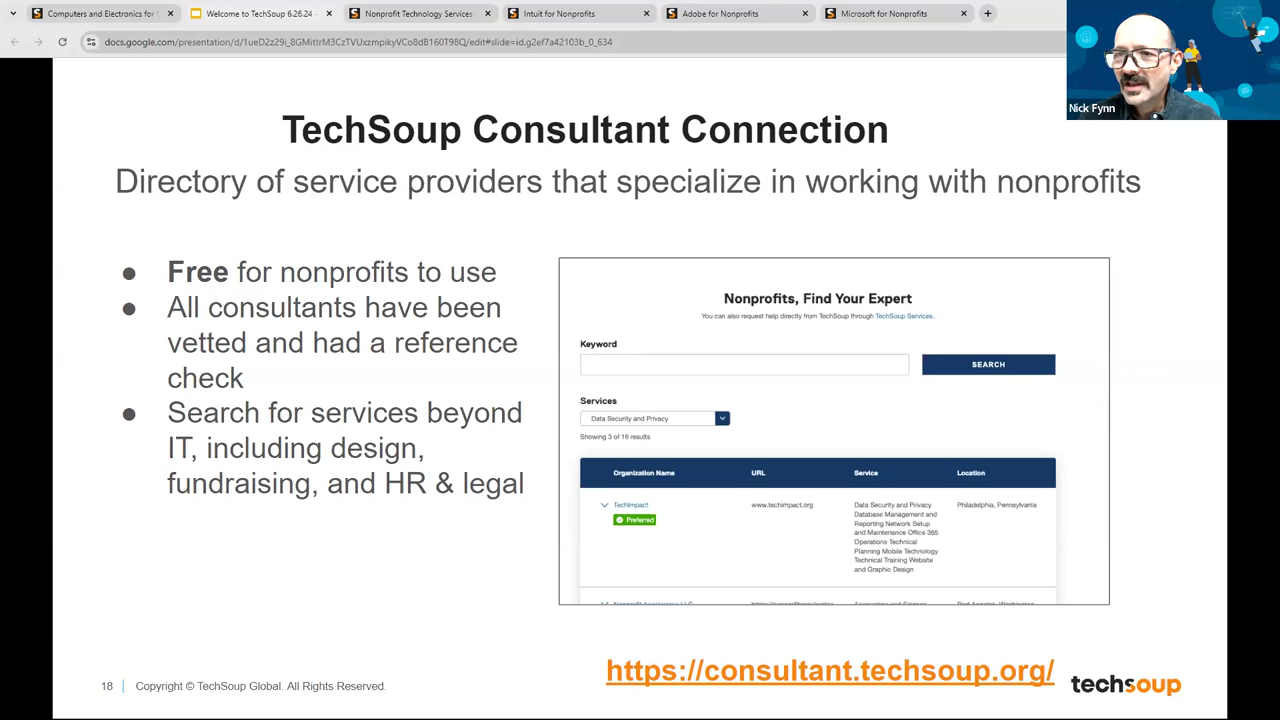 Computers and Electronics for N
Welcome to TechSoup 6.26.24 -
Nonprofit Technology Services
Intuit for Nonprofits
Adobe for Nonprofits
Microsoft for Nonprofits
docs.google.com/presentation/d/1ueD2z29i_8GMittrM3CzTVUxzmpikyVCo8dB160T98Q/edit#slide=id.g2ef7a42103b_0_634
Nick Fynn
TechSoup Consultant Connection
Directory of service providers that specialize in working with nonprofits
● Free for nonprofits to use
● All consultants have been
vetted and had a reference
check
● Search for services beyond
IT, including design,
fundraising, and HR & legal
Nonprofits, Find Your Expert
You can also request help directly from TechSoup through TechSoup Services.
Keyword
SEARCH
Services
Data Security and Privacy
Showing 3 of 16 results
Organization Name URL Service Location
TechImpact www.techimpact.org Data Security and Privacy Philadelphia, Pennsylvania
Preferred
Database Management and
Reporting Network Setup
and Maintenance Office 365
Operations Technical
Planning Mobile Technology
Technical Training Website
and Graphic Design
https://consultant.techsoup.org/
18 | Copyright © TechSoup Global. All Rights Reserved.
techsoup